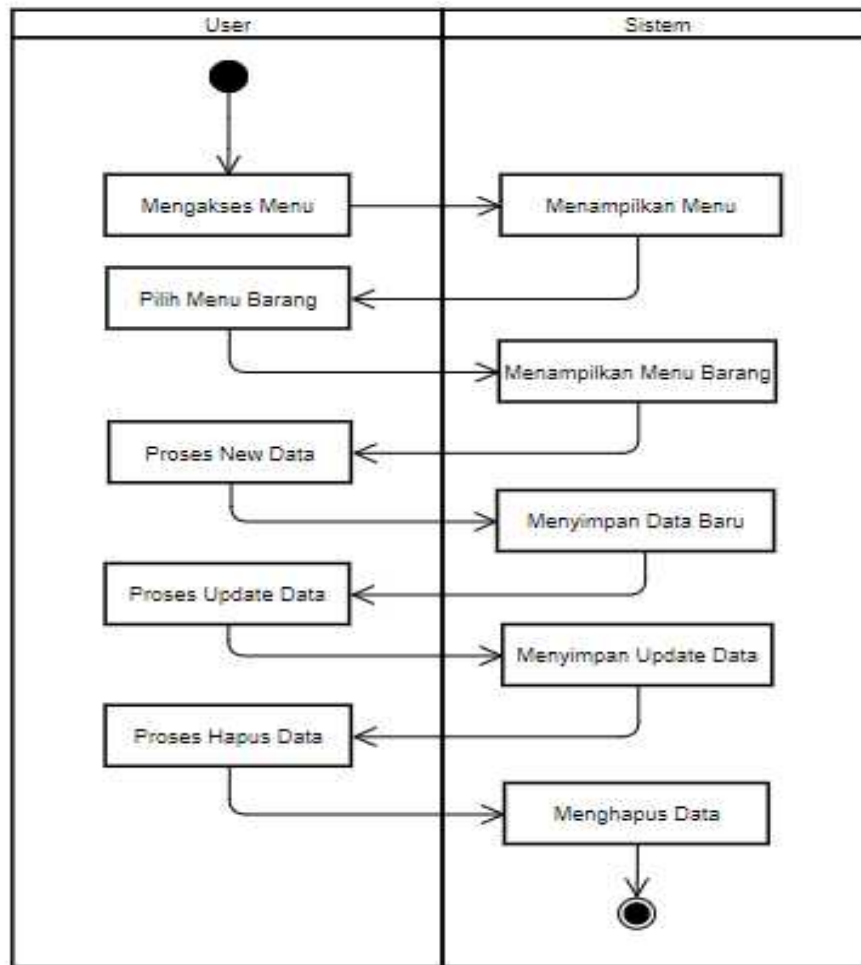 User
Sistem
Mengakses Menu
Menampilkan Menu
Pilih Menu Barang
Menampilkan Menu Barang
Proses New Data
Menyimpan Data Baru
Proses Update Data
Menyimpan Update Data
Proses Hapus Data
Menghapus Data